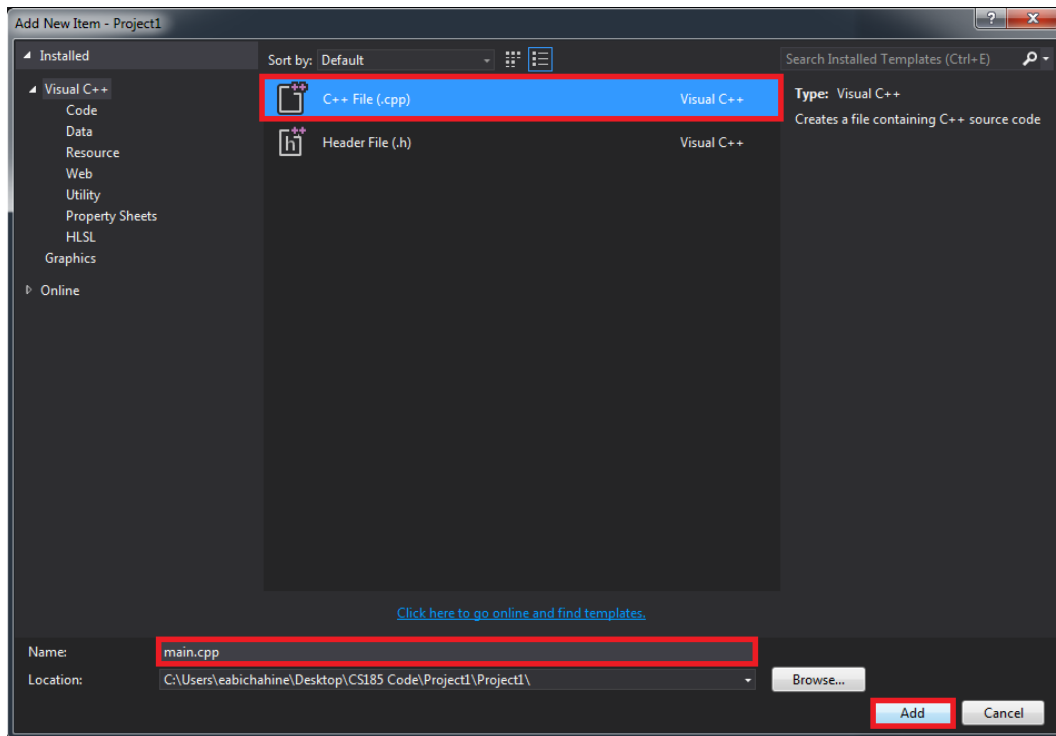 Add New Item - Project1
Installed
Sort by: Default
Search Installed Templates (Ctrl+E)
Visual C++
Code
Data
Resource
Web
Utility
Property Sheets
HLSL
Graphics
Online
C++ File (.cpp) Visual C++
Header File (.h) Visual C++
Type: Visual C++
Creates a file containing C++ source code
Click here to go online and find templates.
Name: main.cpp
Location: C:\Users\eabichahine\Desktop\CS185 Code\Project1\Project1\ Browse...
Add Cancel